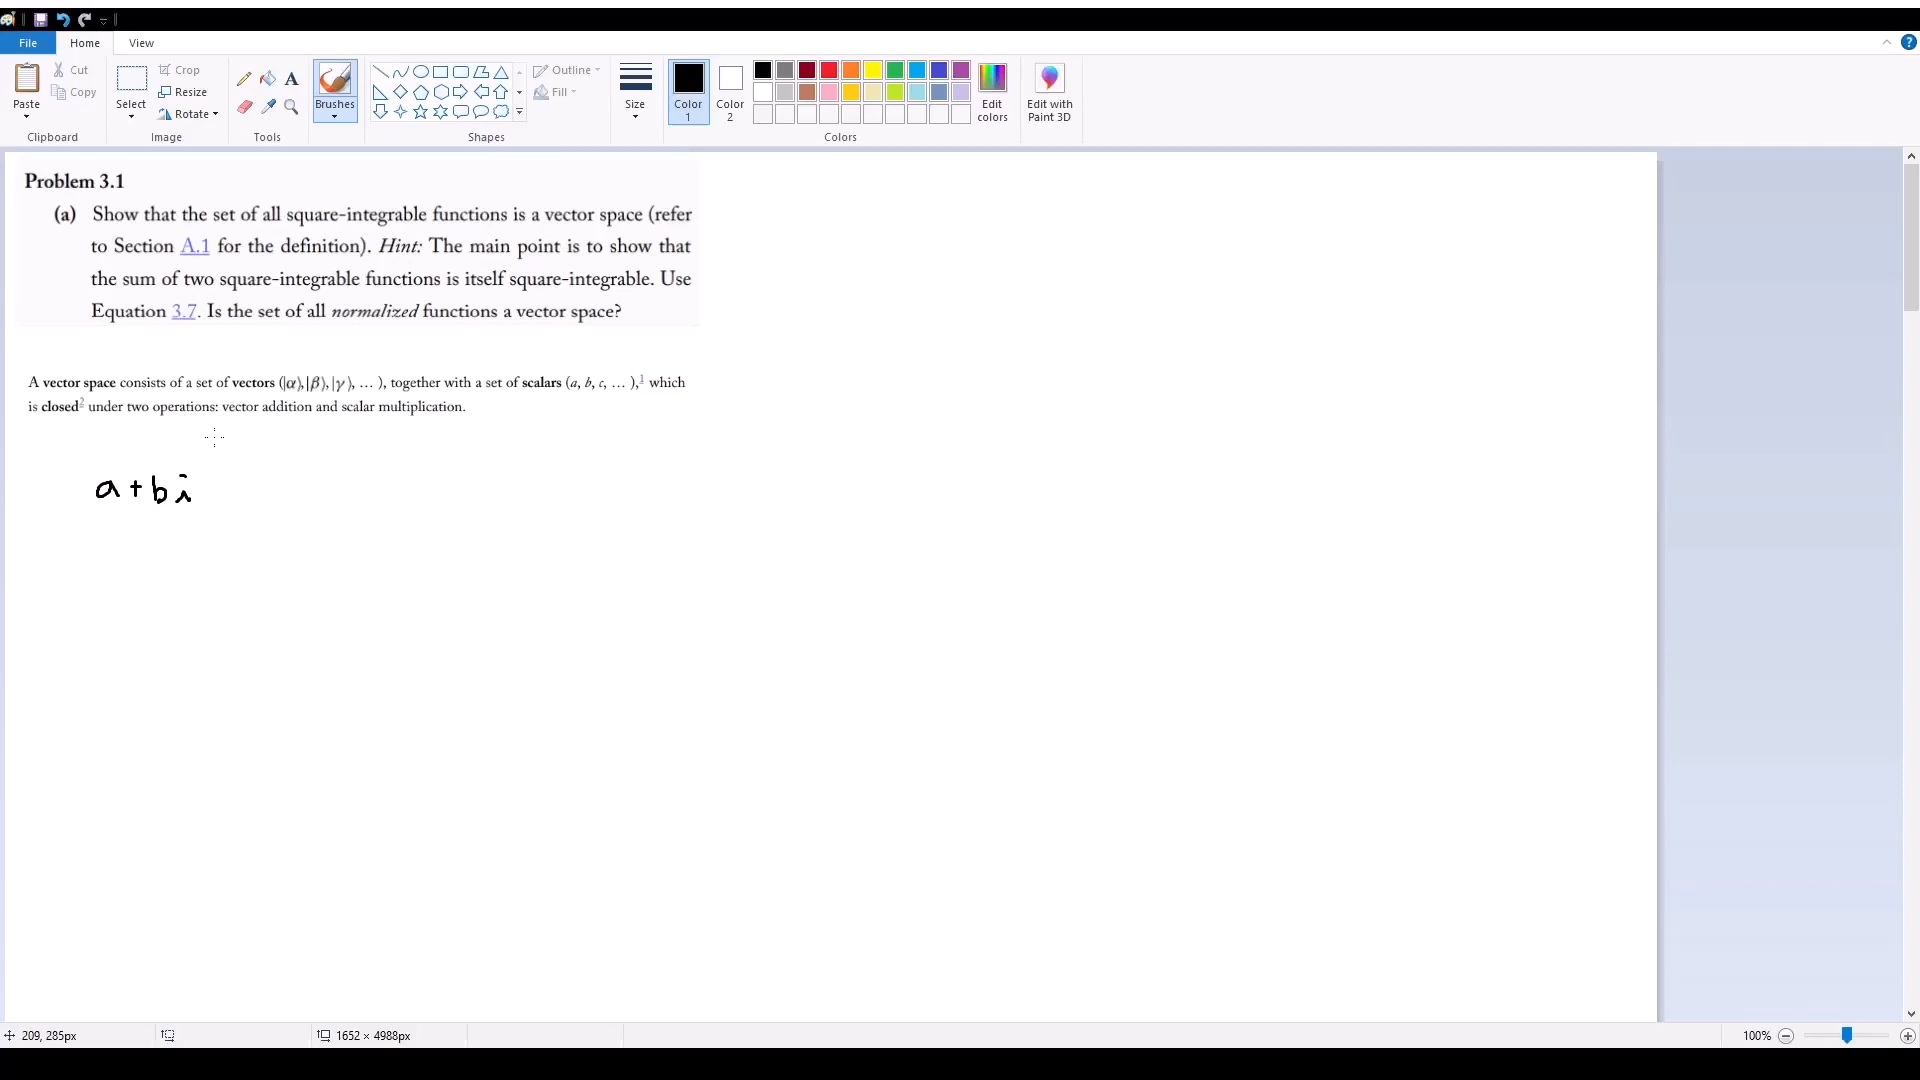 File Home View
Paste
Cut
Copy
Clipboard
Select
Crop
Resize
Rotate
Image
A
Tools
Brushes
Outline
Fill
Shapes
Size
Color
1
Color
2
Edit
colors
Edit with
Paint 3D
Colors
?
Problem 3.1
(a) Show that the set of all square-integrable functions is a vector space (refer
to Section A.1 for the definition). Hint: The main point is to show that
the sum of two square-integrable functions is itself square-integrable. Use
Equation 3.7. Is the set of all normalized functions a vector space?
A vector space consists of a set of vectors (|α⟩, |β⟩, |γ⟩, … ), together with a set of scalars (a, b, c, … ),1 which
is closed2 under two operations: vector addition and scalar multiplication.
a + b i
209, 285px
1652 × 4988px
100%